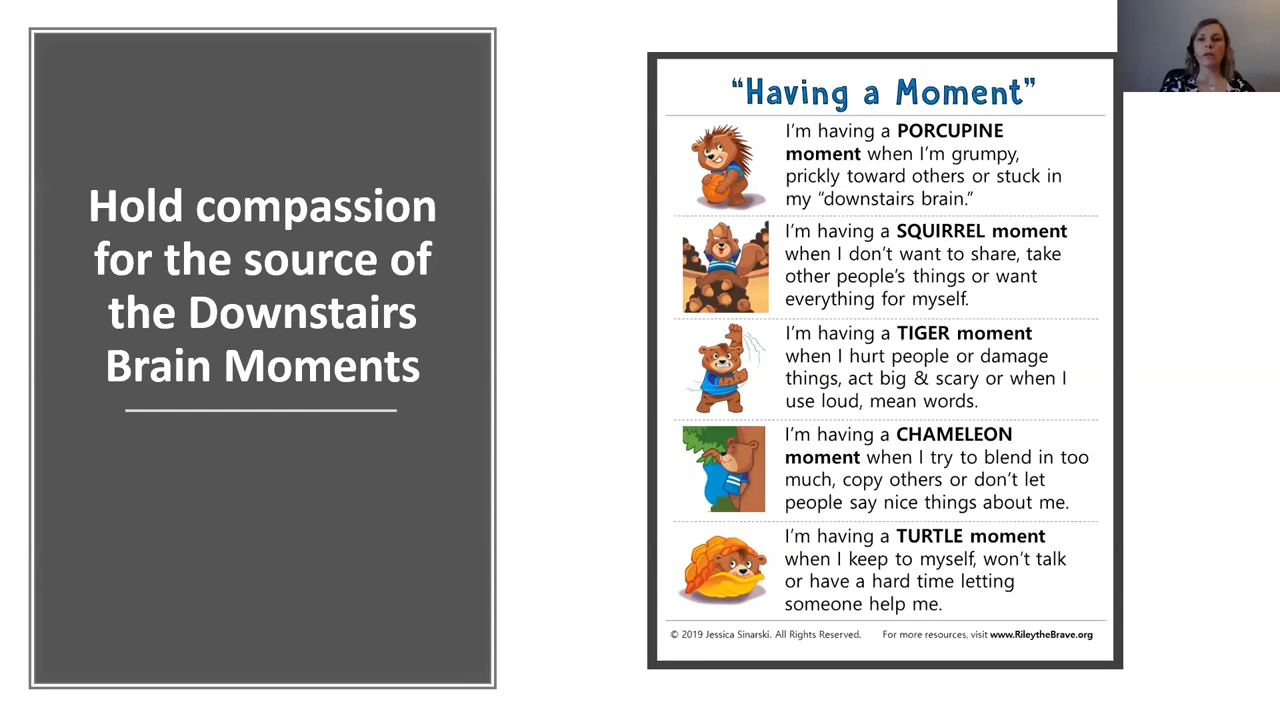 Hold compassion
for the source of
the Downstairs
Brain Moments
“Having a Moment”
I’m having a PORCUPINE
moment when I’m grumpy,
prickly toward others or stuck in
my “downstairs brain.”
I’m having a SQUIRREL moment
when I don’t want to share, take
other people’s things or want
everything for myself.
I’m having a TIGER moment
when I hurt people or damage
things, act big & scary or when I
use loud, mean words.
I’m having a CHAMELEON
moment when I try to blend in too
much, copy others or don’t let
people say nice things about me.
I’m having a TURTLE moment
when I keep to myself, won’t talk
or have a hard time letting
someone help me.
© 2019 Jessica Sinarski. All Rights Reserved. For more resources, visit www.RileytheBrave.org